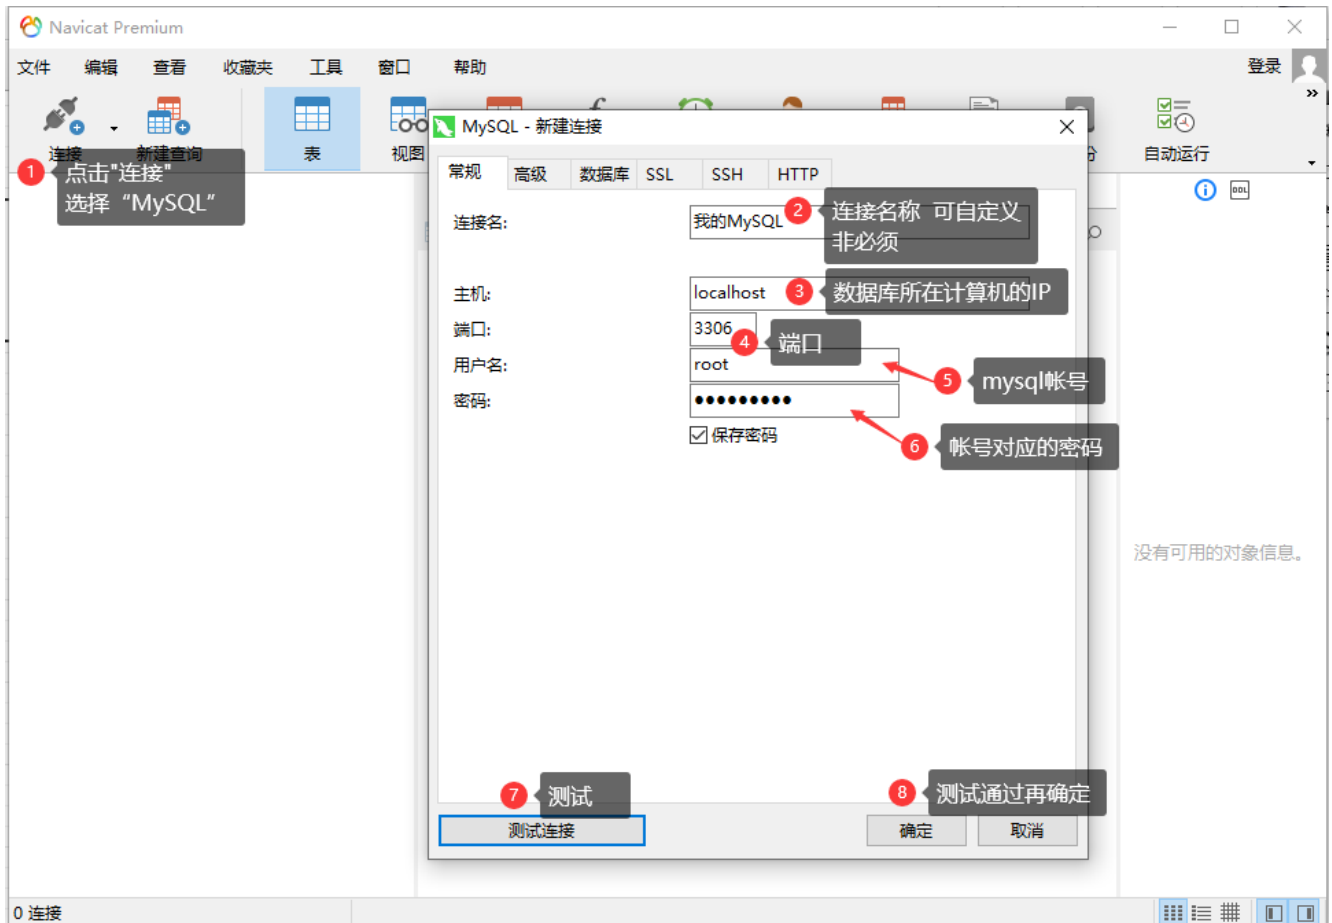 Navicat Premium
文件 编辑 查看 收藏夹 工具 窗口 帮助 登录
连接 新建查询 表 视图 自动运行
1 点击"连接"
选择“MySQL”
MySQL - 新建连接
常规 高级 数据库 SSL SSH HTTP
DDL
连接名: 我的MySQL
2 连接名称 可自定义
非必须
主机: localhost 3 数据库所在计算机的IP
端口: 3306 4 端口
用户名: root 5 mysql帐号
密码: ●●●●●●●●●
保存密码 6 帐号对应的密码
没有可用的对象信息。
7 测试 8 测试通过再确定
测试连接 确定 取消
0 连接